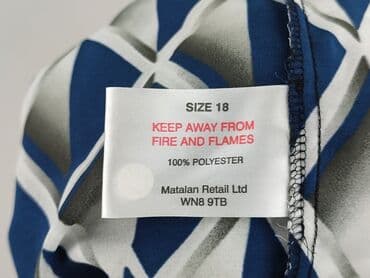 SIZE 18
KEEP AWAY FROM
FIRE AND FLAMES
100% POLYESTER
Matalan Retail Ltd
WN8 9TB